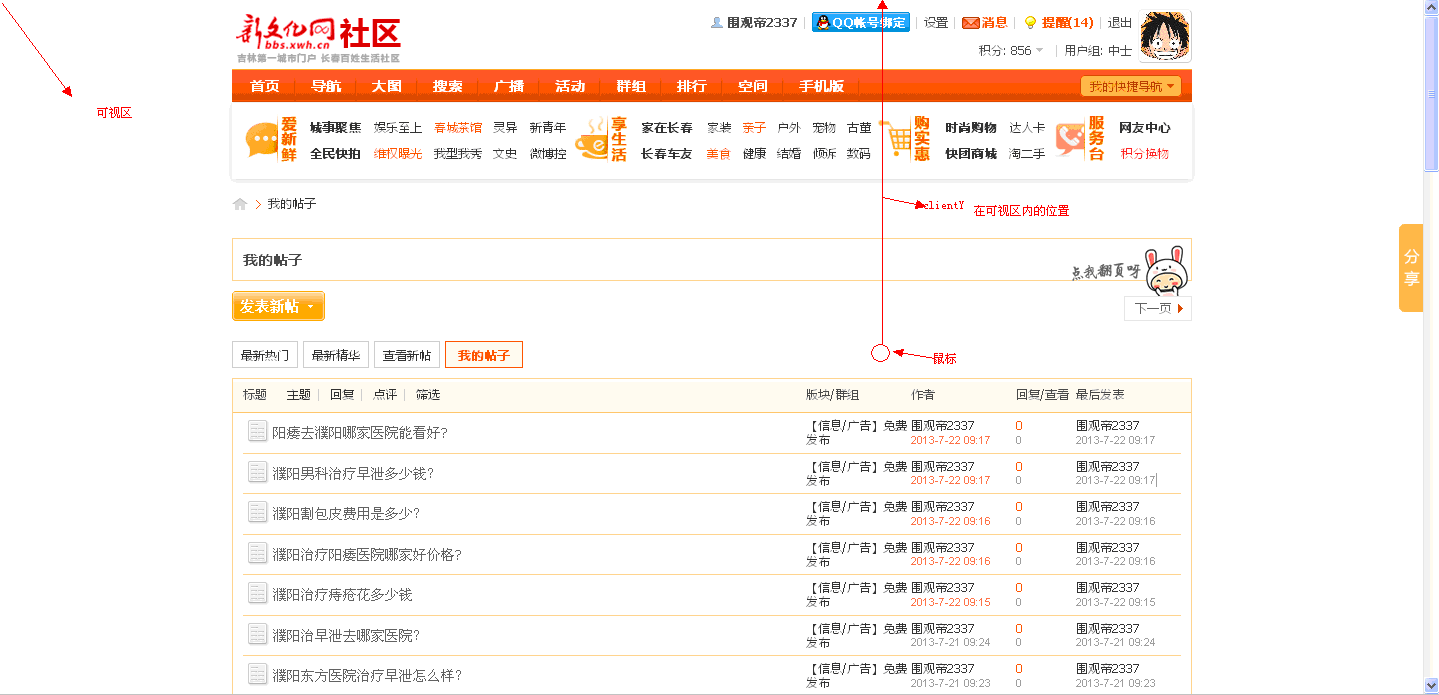 新文化网社区
bbs.xwh.cn
吉林第一城市门户 长春百姓生活社区
围观帝2337 QQ帐号绑定 设置 消息 提醒(14) 退出
积分: 856 用户组: 中士
首页 导航 大图 搜索 广播 活动 群组 排行 空间 手机版 我的快捷导航
可视区
爱新鲜 城事聚焦 娱乐至上 春城茶馆 灵异 新青年
全民快拍 维权曝光 我型我秀 文史 微博控
享生活 家在长春 家装 亲子 户外 宠物 古董
长春车友 美食 健康 结婚 倾诉 数码
购实惠 时尚购物 达人卡
快团商城 淘二手
服务台 网友中心
积分换物
我的帖子
clientY 在可视区内的位置
分享
我的帖子
点我翻页呀
发表新帖
下一页
最新热门 最新精华 查看新帖 我的帖子
鼠标
标题 主题 回复 点评 筛选 版块/群组 作者 回复/查看 最后发表
阳痿去濮阳哪家医院能看好? 【信息/广告】免费 围观帝2337 0 围观帝2337
发布 2013-7-22 09:17 0 2013-7-22 09:17
濮阳男科治疗早泄多少钱? 【信息/广告】免费 围观帝2337 0 围观帝2337
发布 2013-7-22 09:17 0 2013-7-22 09:17
濮阳割包皮费用是多少? 【信息/广告】免费 围观帝2337 0 围观帝2337
发布 2013-7-22 09:16 0 2013-7-22 09:16
濮阳治疗阳痿医院哪家好价格? 【信息/广告】免费 围观帝2337 0 围观帝2337
发布 2013-7-22 09:16 0 2013-7-22 09:16
濮阳治疗痔疮花多少钱 【信息/广告】免费 围观帝2337 0 围观帝2337
发布 2013-7-22 09:15 0 2013-7-22 09:15
濮阳治早泄去哪家医院? 【信息/广告】免费 围观帝2337 0 围观帝2337
发布 2013-7-21 09:24 0 2013-7-21 09:24
濮阳东方医院治疗早泄怎么样? 【信息/广告】免费 围观帝2337 0 围观帝2337
发布 2013-7-21 09:23 0 2013-7-21 09:23